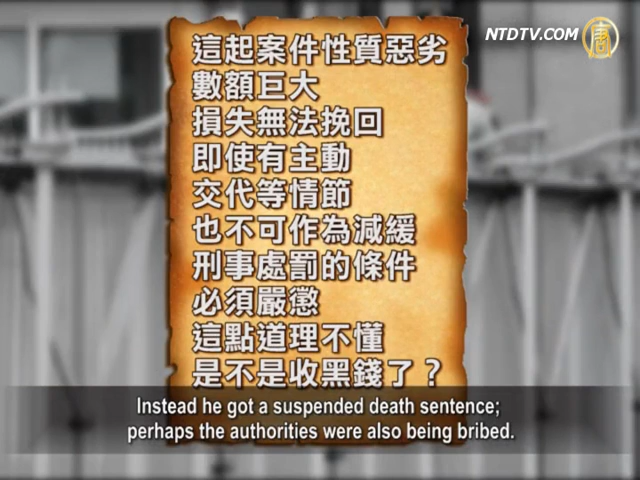 NTDTV.COM
這起案件性质惡劣
數額巨大
損失無法挽回
即使有主動
交代等情節
也不可作為減緩
刑事處罰的條件
必須嚴懲
這點道理不懂
是不是收黑錢了？
Instead he got a suspended death sentence;
perhaps the authorities were also being bribed.